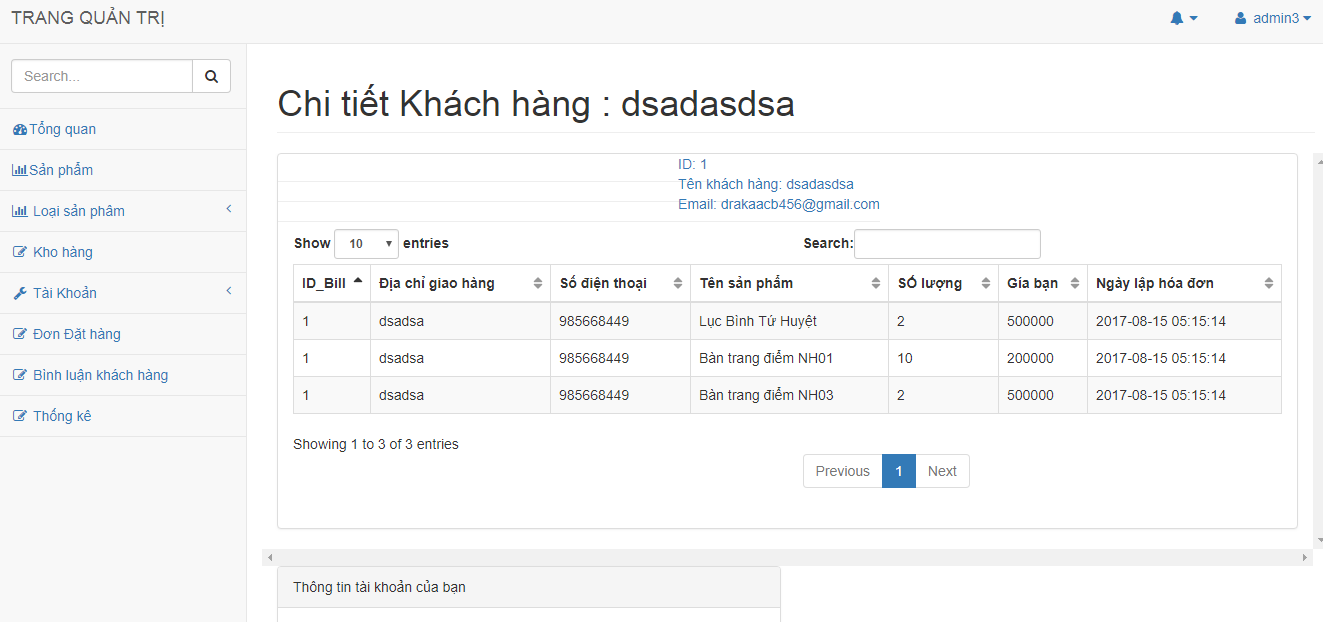 TRANG QUẢN TRỊ
admin3
Search...
Tổng quan
Sản phẩm
Loại sản phâm
Kho hàng
Tài Khoản
Đơn Đặt hàng
Bình luận khách hàng
Thống kê
Chi tiết Khách hàng : dsadasdsa
ID: 1
Tên khách hàng: dsadasdsa
Email: drakaacb456@gmail.com
Show 10 entries Search:
ID_Bill Địa chỉ giao hàng Số điện thoại Tên sản phẩm SỐ lượng Gía bạn Ngày lập hóa đơn
1 dsadsa 985668449 Lục Bình Tứ Huyệt 2 500000 2017-08-15 05:15:14
1 dsadsa 985668449 Bàn trang điểm NH01 10 200000 2017-08-15 05:15:14
1 dsadsa 985668449 Bàn trang điểm NH03 2 500000 2017-08-15 05:15:14
Showing 1 to 3 of 3 entries
Previous 1 Next
Thông tin tài khoản của bạn